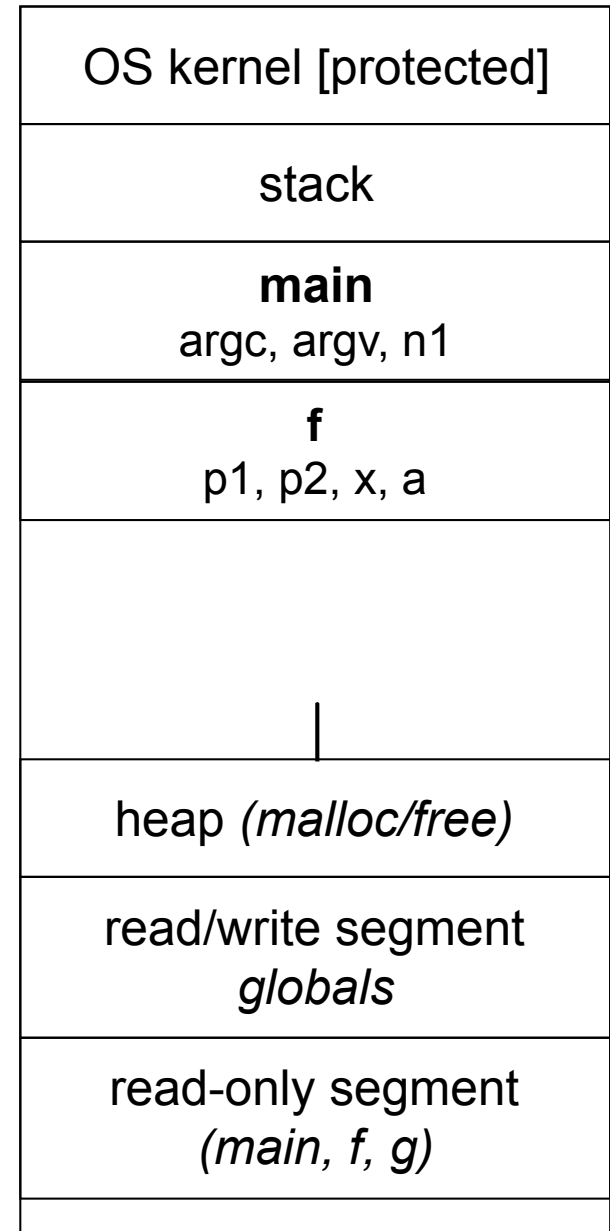 OS kernel [protected]
stack
main
argc, argv, n1
f
p1, p2, x, a
heap (malloc/free)
read/write segment
globals
read-only segment
(main, f, g)